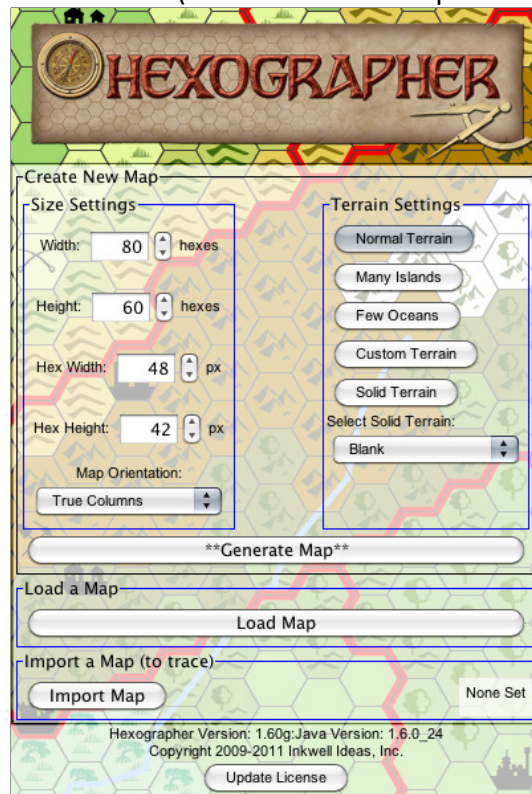 HEXOGRAPHER
Create New Map
Size Settings
Width: 80 hexes
Height: 60 hexes
Hex Width: 48 px
Hex Height: 42 px
Map Orientation:
True Columns
Terrain Settings
Normal Terrain
Many Islands
Few Oceans
Custom Terrain
Solid Terrain
Select Solid Terrain:
Blank
**Generate Map**
Load a Map
Load Map
Import a Map (to trace)
Import Map
None Set
Hexographer Version: 1.60g:Java Version: 1.6.0_24
Copyright 2009-2011 Inkwell Ideas, Inc.
Update License